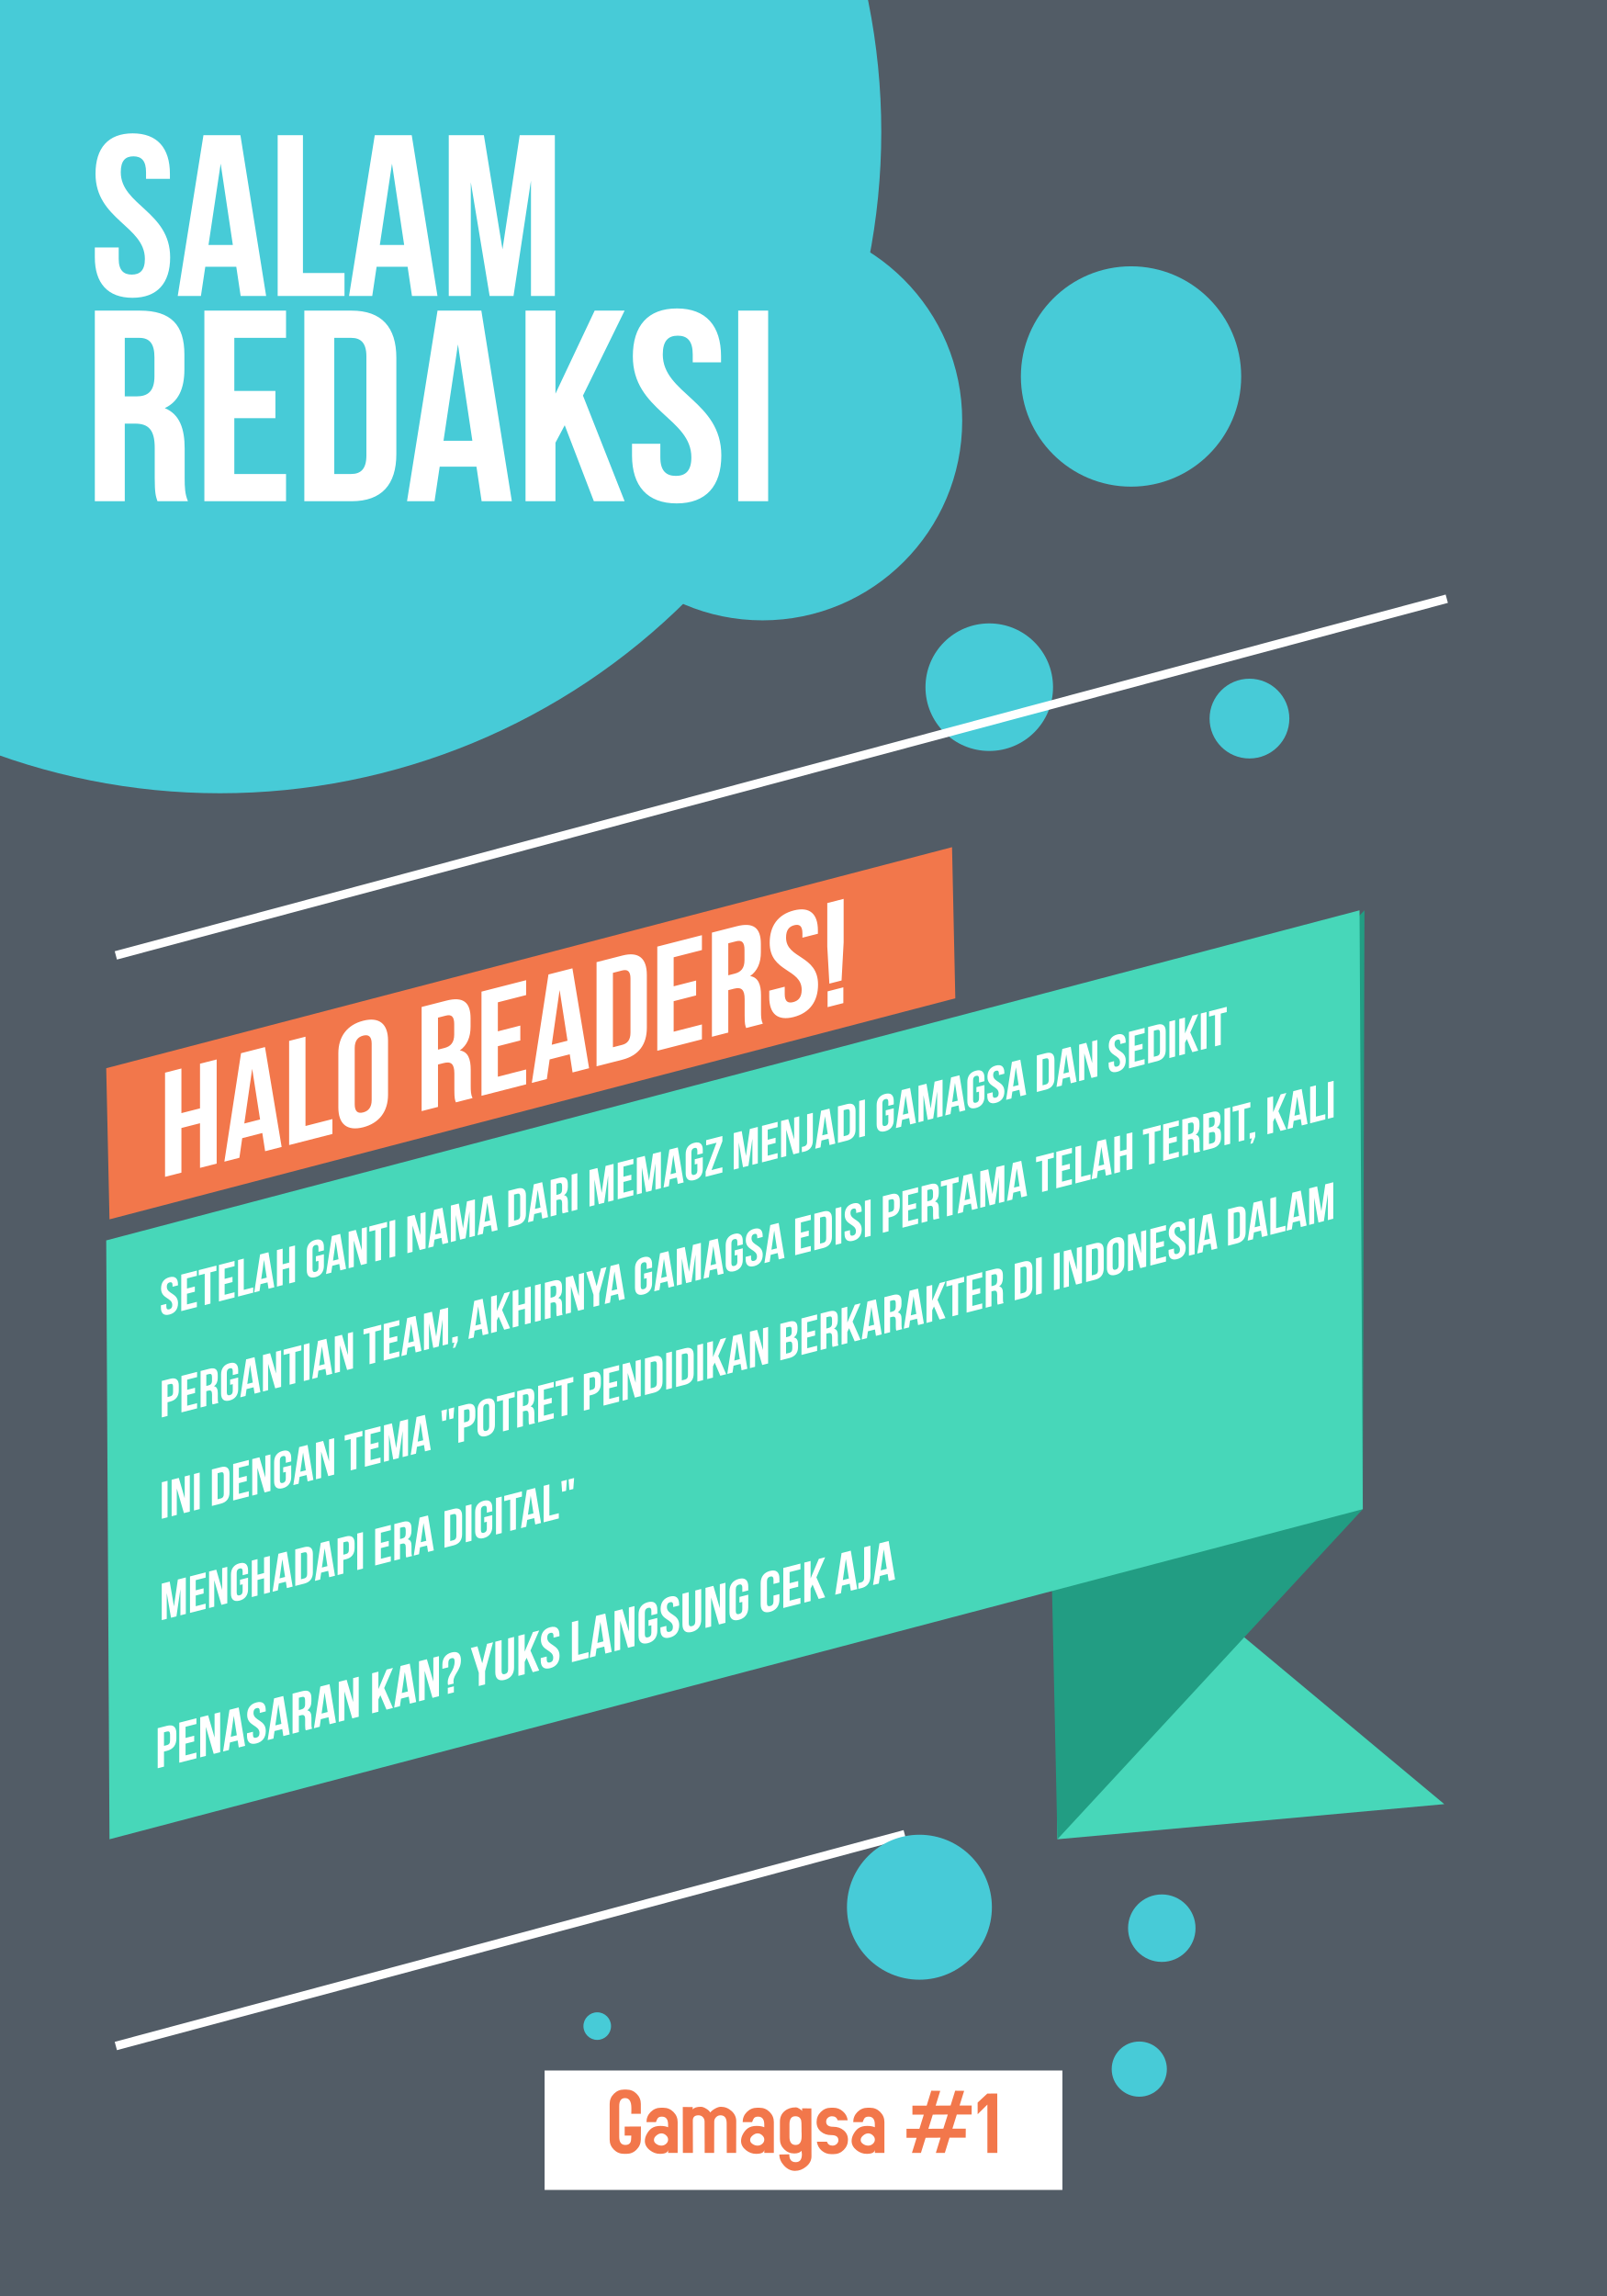 SALAM
REDAKSI
HALO READERS!
SETELAH GANTI NAMA DARI MEMAGZ MENJADI GAMAGSA DAN SEDIKIT
PERGANTIAN TEAM, AKHIRNYA GAMAGSA EDISI PERTAMA TELAH TERBIT, KALI
INI DENGAN TEMA "POTRET PENDIDIKAN BERKARAKTER DI INDONESIA DALAM
MENGHADAPI ERA DIGITAL"
PENASARAN KAN? YUKS LANGSUNG CEK AJA
Gamagsa #1